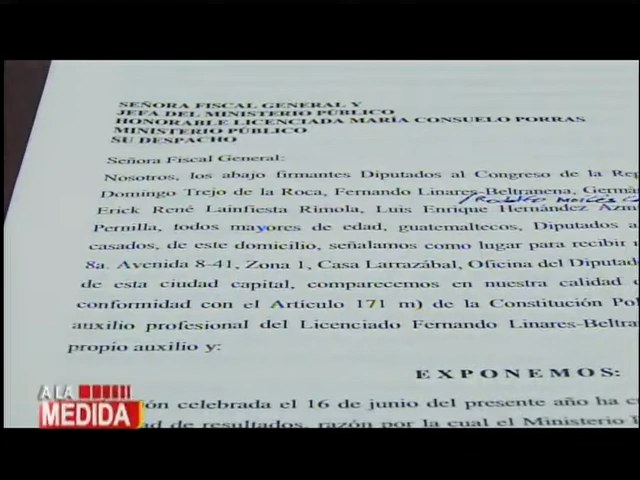 SEÑORA FISCAL GENERAL Y
JEFA DEL MINISTERIO PÚBLICO
HONORABLE LICENCIADA MARÍA CONSUELO PORRAS
MINISTERIO PÚBLICO
SU DESPACHO
Señora Fiscal General:
Nosotros, los abajo firmantes Diputados al Congreso de la Rep
Domingo Trejo de la Roca, Fernando Linares-Beltranena, Germá
Rodolfo Moisés
Erick René Lainfiesta Rimola, Luis Enrique Hernández Azm
Pernilla, todos mayores de edad, guatemaltecos, Diputados a
casados, de este domicilio, señalamos como lugar para recibir
8a. Avenida 8-41, Zona 1, Casa Larrazábal, Oficina del Diputad
de esta ciudad capital, comparecemos en nuestra calidad
conformidad con el Artículo 171 m) de la Constitución Pol
auxilio profesional del Licenciado Fernando Linares-Beltra
propio auxilio y:
EXPONEMOS:
ón celebrada el 16 de junio del presente año ha c
ad de resultados, razón por la cual el Ministerio
A LA
MEDIDA